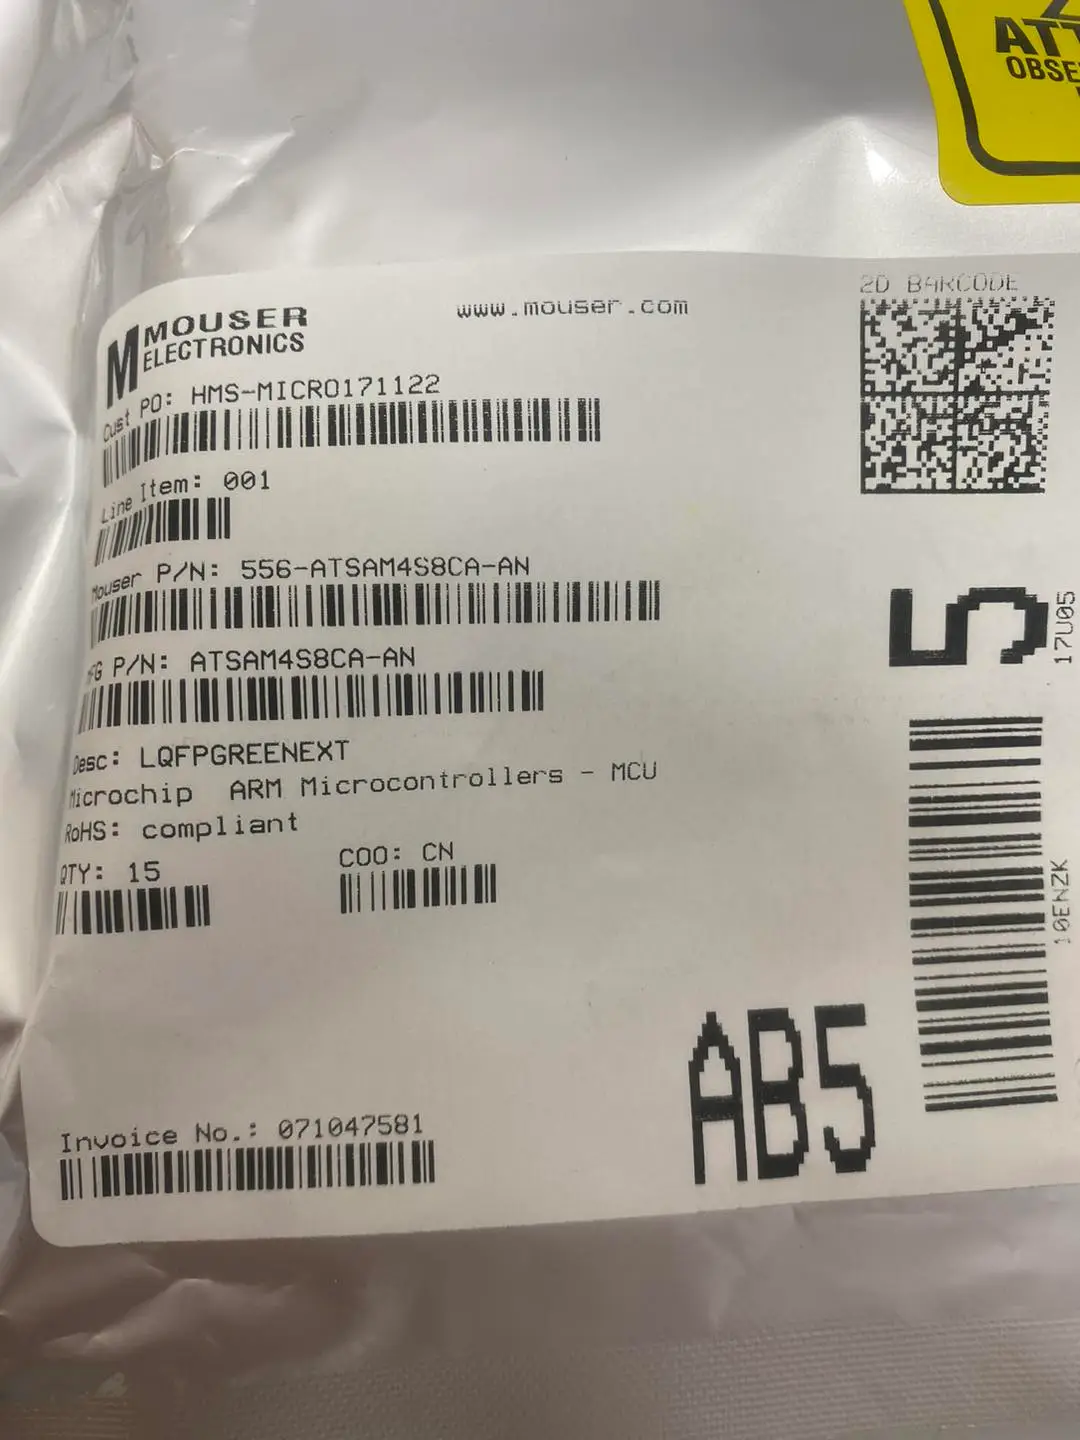 ATT
OBSE
MOUSER
ELECTRONICS
www.mouser.com
2D BARCODE
Cust PO: HMS-MICRO171122
Line Item: 001
Mouser P/N: 556-ATSAM4S8CA-AN
MFG P/N: ATSAM4S8CA-AN
Desc: LQFPGREENEXT
Microchip ARM Microcontrollers - MCU
RoHS: compliant
QTY: 15
COO: CN
5
17U05
10ENZK
AB5
Invoice No.: 071047581